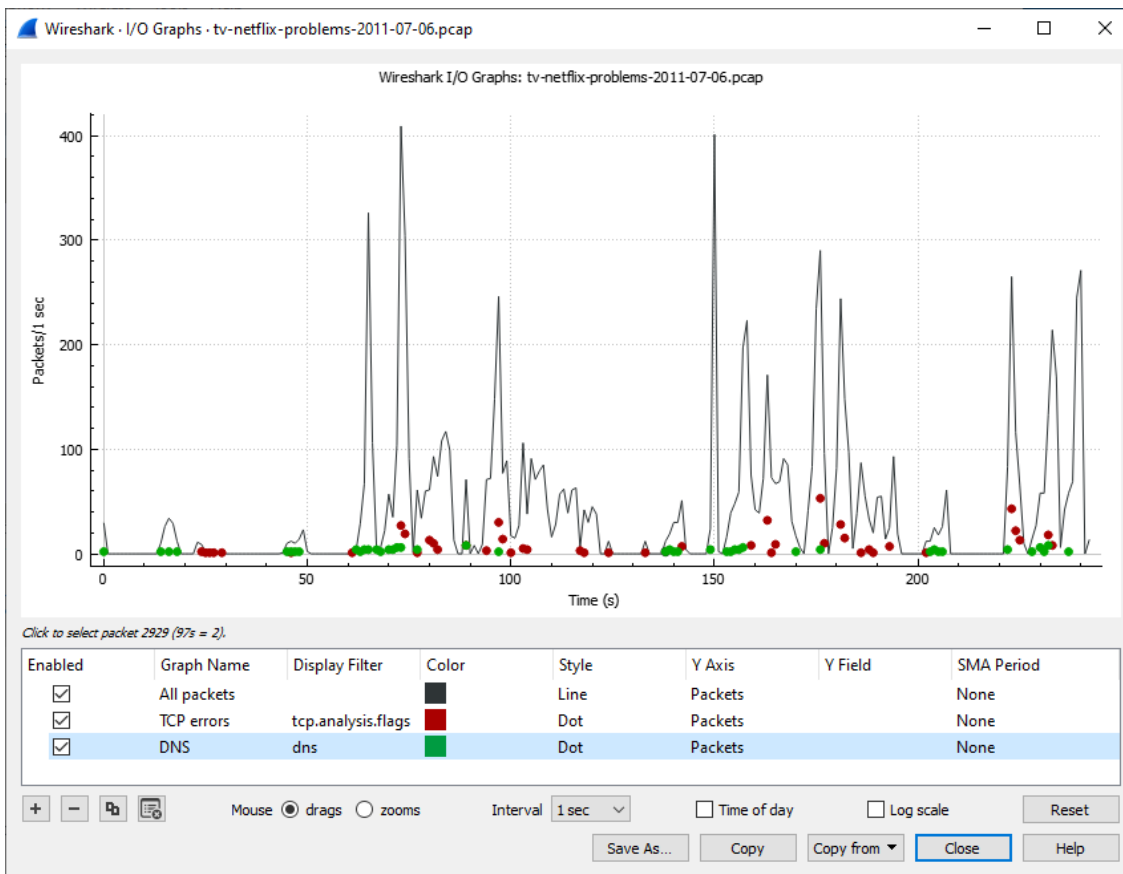 Wireshark · I/O Graphs · tv-netflix-problems-2011-07-06.pcap
Wireshark I/O Graphs: tv-netflix-problems-2011-07-06.pcap
400
300
200
100
0
Packets/1 sec
0 50 100 150 200
Time (s)
Click to select packet 2929 (97s = 2).
Enabled Graph Name Display Filter Color Style Y Axis Y Field SMA Period
All packets Line Packets None
TCP errors tcp.analysis.flags Dot Packets None
DNS dns Dot Packets None
+ − Mouse drags zooms Interval 1 sec Time of day Log scale Reset
Save As... Copy Copy from Close Help